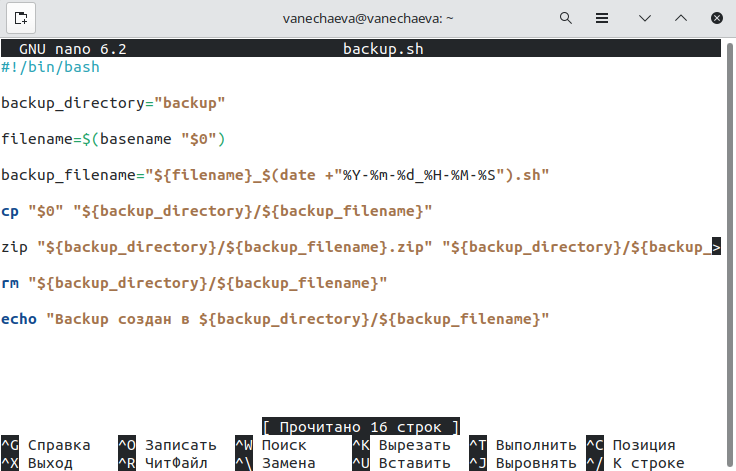 vanechaeva@vanechaeva: ~
GNU nano 6.2 backup.sh
#!/bin/bash
backup_directory="backup"
filename=$(basename "$0")
backup_filename="${filename}_$(date +"%Y-%m-%d_%H-%M-%S").sh"
cp "$0" "${backup_directory}/${backup_filename}"
zip "${backup_directory}/${backup_filename}.zip" "${backup_directory}/${backup_>
rm "${backup_directory}/${backup_filename}"
echo "Backup создан в ${backup_directory}/${backup_filename}"
[ Прочитано 16 строк ]
^G Справка ^O Записать ^W Поиск ^K Вырезать ^T Выполнить ^C Позиция
^X Выход ^R ЧитФайл ^\ Замена ^U Вставить ^J Выровнять ^/ К строке